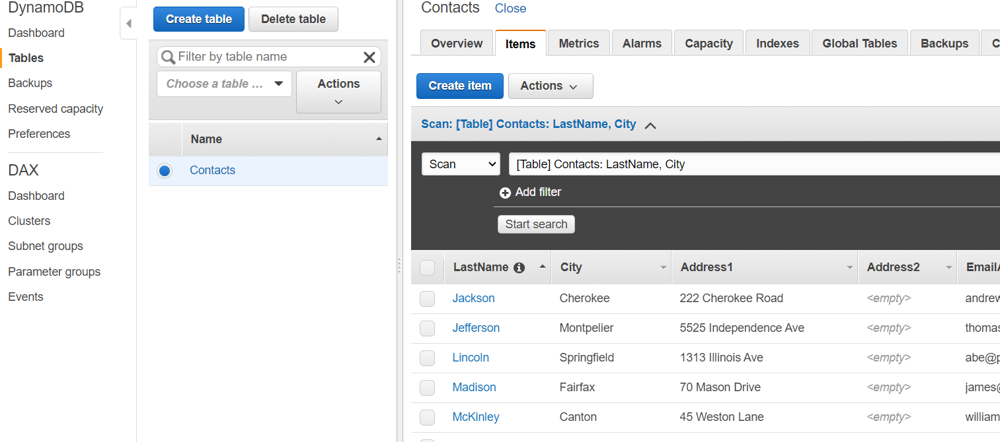 DynamoDB
Dashboard
Tables
Backups
Reserved capacity
Preferences
DAX
Dashboard
Clusters
Subnet groups
Parameter groups
Events
Create table
Delete table
Filter by table name
Choose a table ...
Actions
Name
Contacts
Contacts Close
Overview Items Metrics Alarms Capacity Indexes Global Tables Backups C
Create item Actions
Scan: [Table] Contacts: LastName, City
Scan [Table] Contacts: LastName, City
Add filter
Start search
LastName City Address1 Address2 EmailA
Jackson Cherokee 222 Cherokee Road <empty> andrew
Jefferson Montpelier 5525 Independence Ave <empty> thomas
Lincoln Springfield 1313 Illinois Ave <empty> abe@p
Madison Fairfax 70 Mason Drive <empty> james@
McKinley Canton 45 Weston Lane <empty> william